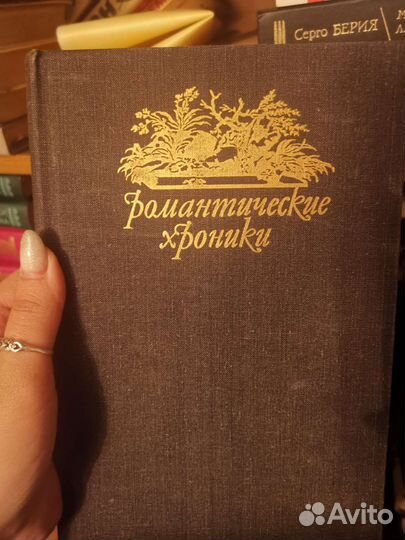 Серго БЕРИЯ
романтические
хроники
Avito